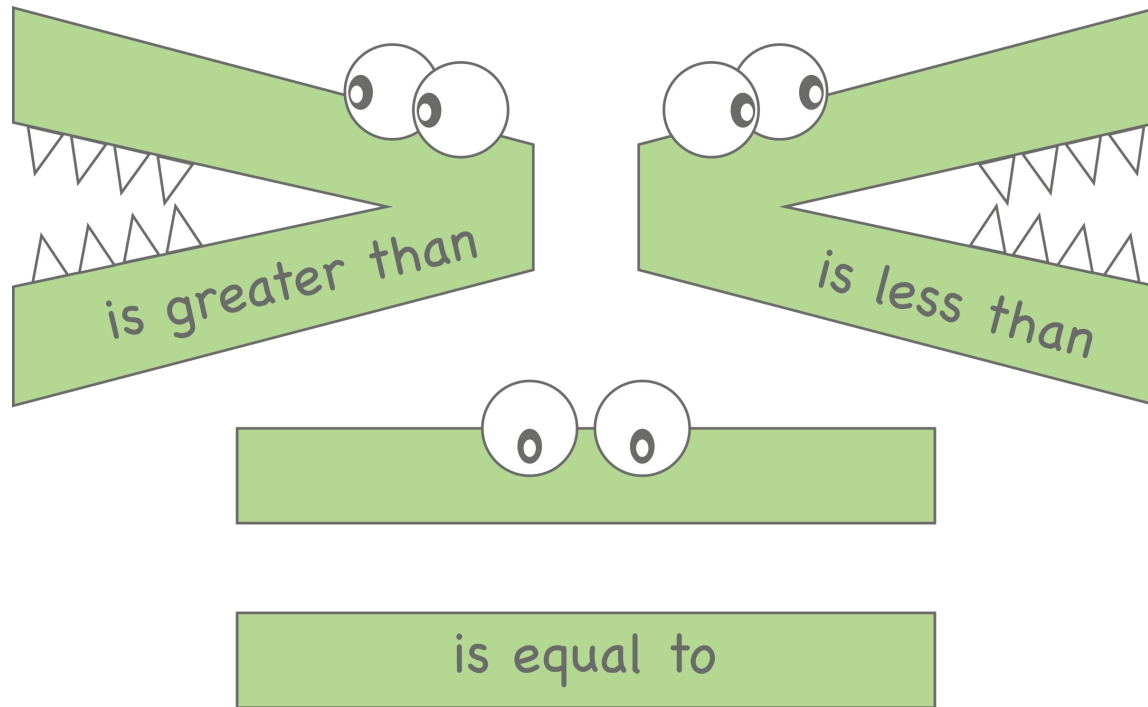 is greater than
is less than
is equal to